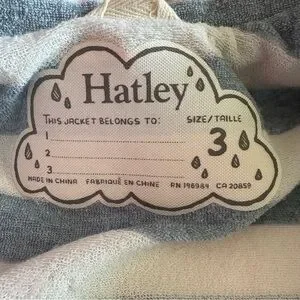 Hatley
THIS JACKET BELONGS TO: SIZE/TAILLE
1
2
3
3
MADE IN CHINA FABRIQUÉ EN CHINE RN 198984 CA 20859